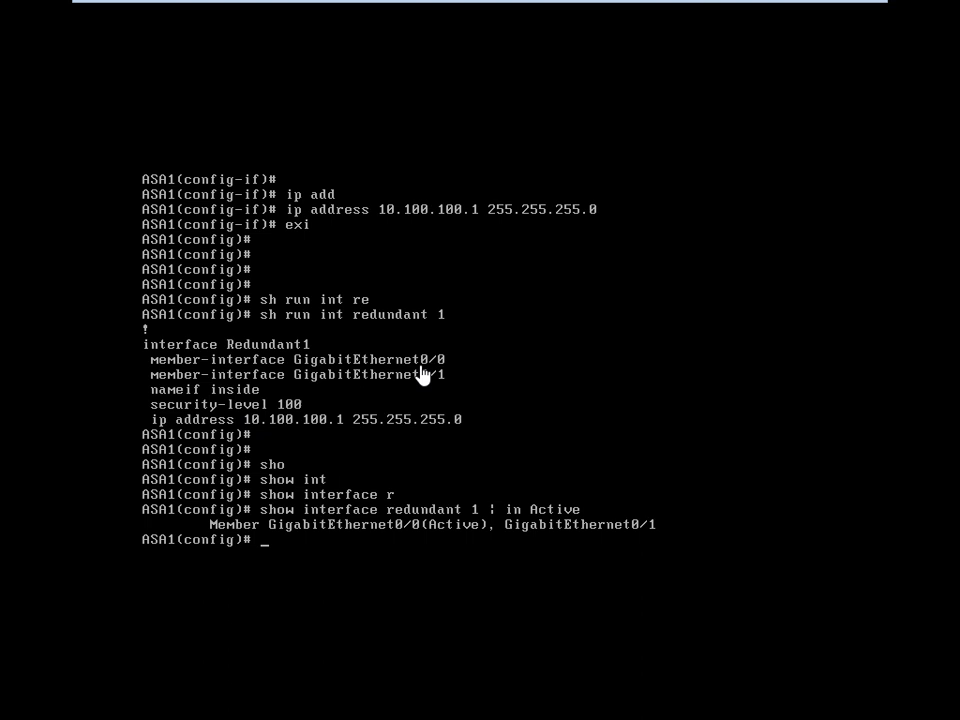 ASA1(config-if)#
ASA1(config-if)# ip add
ASA1(config-if)# ip address 10.100.100.1 255.255.255.0
ASA1(config-if)# exi
ASA1(config)#
ASA1(config)#
ASA1(config)#
ASA1(config)#
ASA1(config)# sh run int re
ASA1(config)# sh run int redundant 1
!
interface Redundant1
member-interface GigabitEthernet0/0
member-interface GigabitEthernet0/1
nameif inside
security-level 100
ip address 10.100.100.1 255.255.255.0
ASA1(config)#
ASA1(config)#
ASA1(config)# sho
ASA1(config)# show int
ASA1(config)# show interface r
ASA1(config)# show interface redundant 1 | in Active
Member GigabitEthernet0/0(Active), GigabitEthernet0/1
ASA1(config)# _